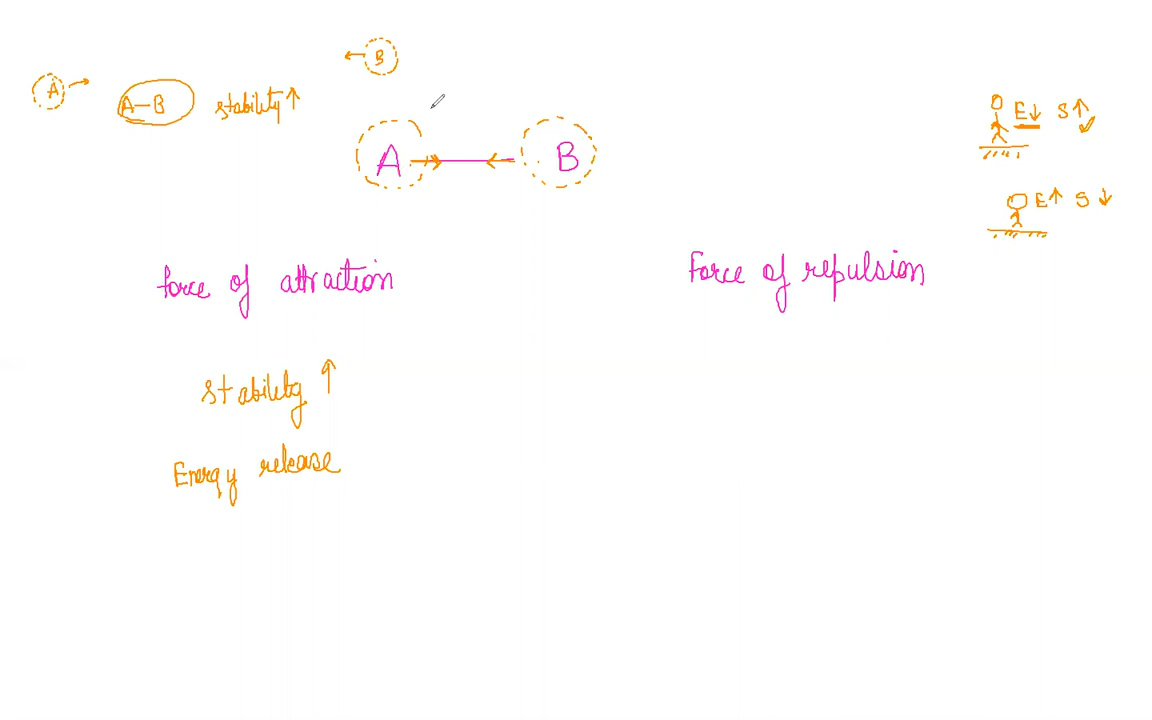 B
A
A-B stability ↑
E↓ S↑
A B
E↑ S↓
force of attraction
Force of repulsion
stability ↑
Energy release